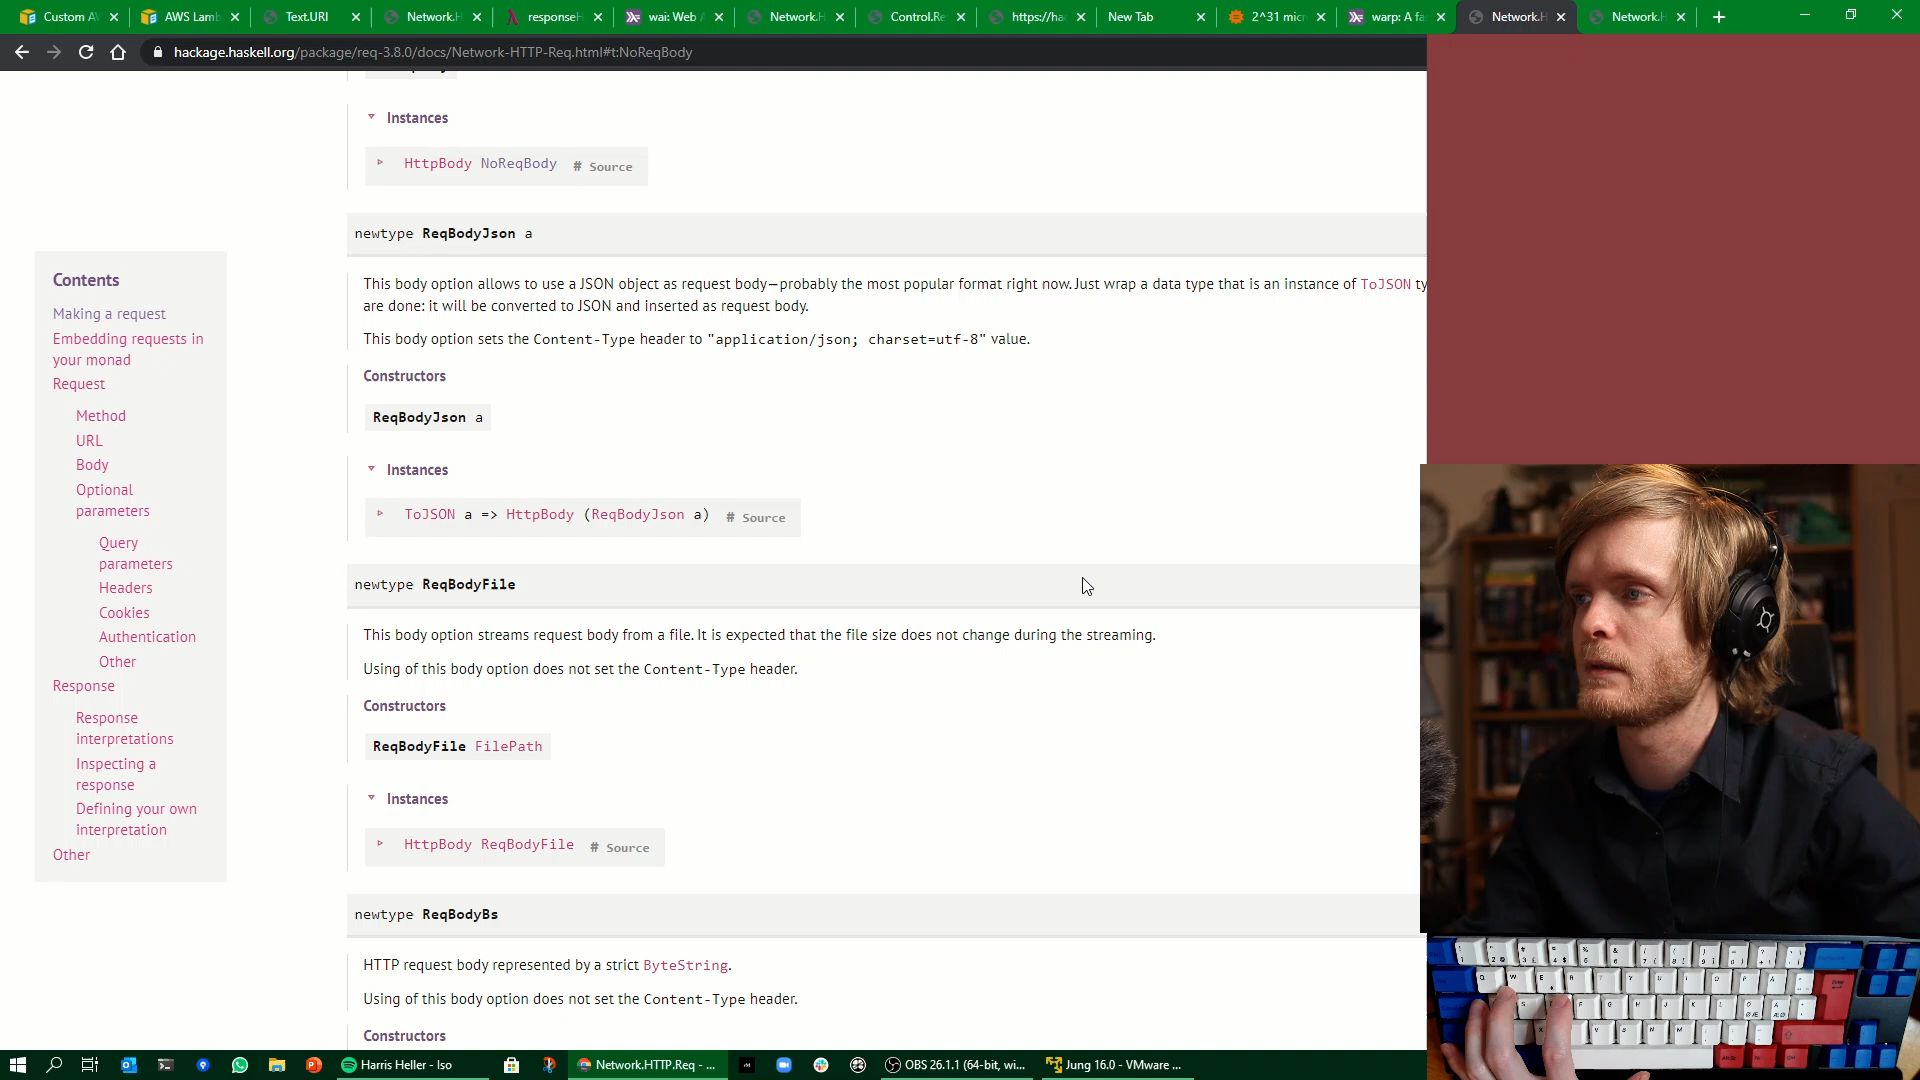 Custom A
AWS Lamb
Text.URI
Network.H
responseH
wai: Web A
Network.H
Control.Re
https://ha
New Tab
2^31 micr
warp: A fa
Network.H
Network.H
hackage.haskell.org/package/req-3.8.0/docs/Network-HTTP-Req.html#t:NoReqBody
Instances
HttpBody NoReqBody # Source
newtype ReqBodyJson a
This body option allows to use a JSON object as request body—probably the most popular format right now. Just wrap a data type that is an instance of ToJSON ty
are done: it will be converted to JSON and inserted as request body.
This body option sets the Content-Type header to "application/json; charset=utf-8" value.
Constructors
ReqBodyJson a
Instances
ToJSON a => HttpBody (ReqBodyJson a) # Source
newtype ReqBodyFile
This body option streams request body from a file. It is expected that the file size does not change during the streaming.
Using of this body option does not set the Content-Type header.
Constructors
ReqBodyFile FilePath
Instances
HttpBody ReqBodyFile # Source
newtype ReqBodyBs
HTTP request body represented by a strict ByteString.
Using of this body option does not set the Content-Type header.
Constructors
Contents
Making a request
Embedding requests in
your monad
Request
Method
URL
Body
Optional
parameters
Query
parameters
Headers
Cookies
Authentication
Other
Response
Response
interpretations
Inspecting a
response
Defining your own
interpretation
Other
Harris Heller - Iso
Network.HTTP.Req - ...
OBS 26.1.1 (64-bit, wi...
Jung 16.0 - VMware ...